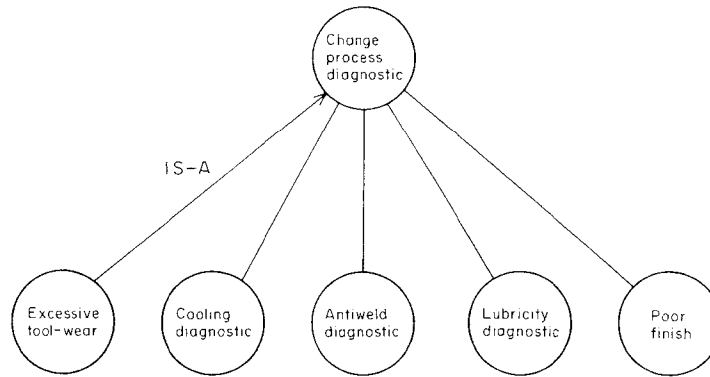 Change
process
diagnostic
IS-A
Excessive
tool-wear
Cooling
diagnostic
Antiweld
diagnostic
Lubricity
diagnostic
Poor
finish